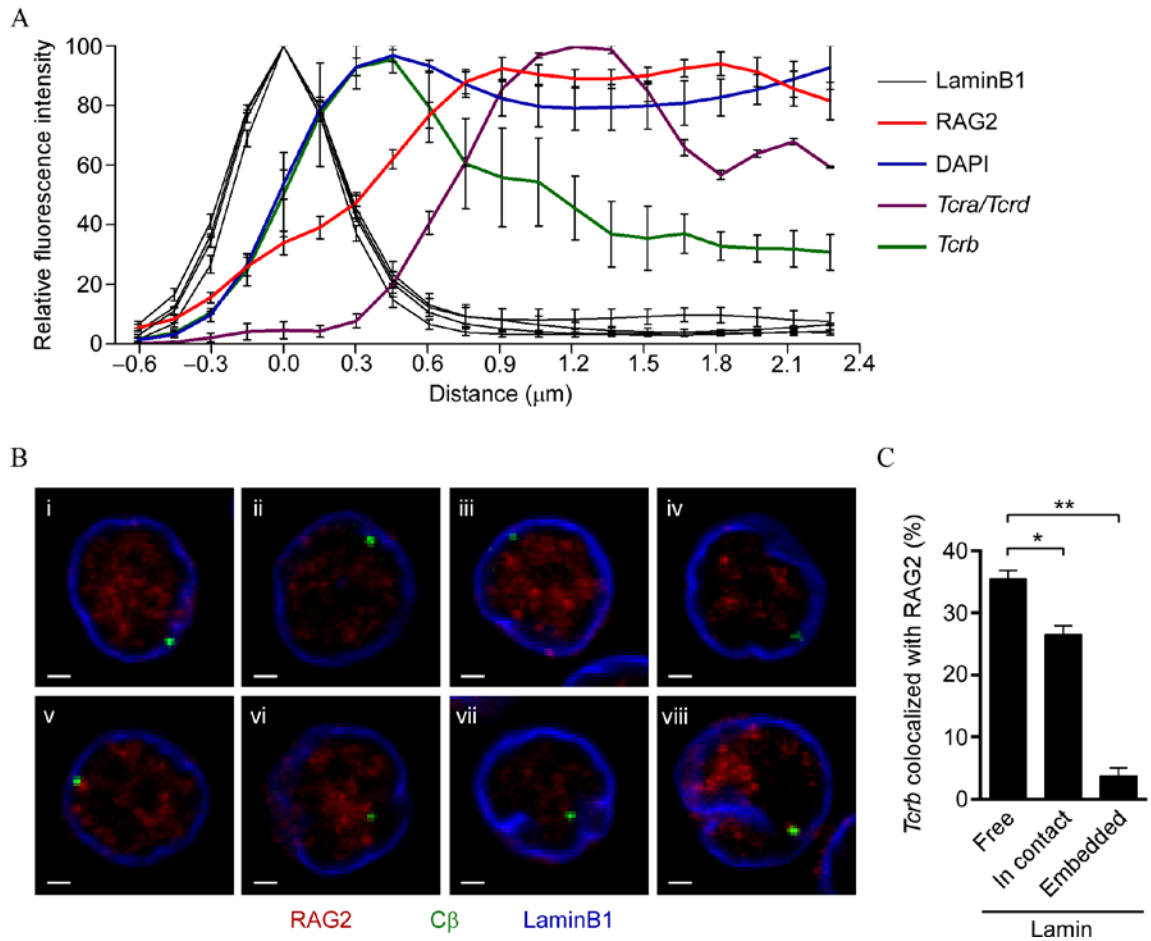 A
Relative fluorescence intensity
100
80
60
40
20
0
−0.6
−0.3
0.0
0.3
0.6
0.9
1.2
1.5
1.8
2.1
2.4
Distance (μm)
LaminB1
RAG2
DAPI
Tcra/Tcrd
Tcrb
B
i
ii
iii
iv
v
vi
vii
viii
RAG2 Cβ LaminB1
C
Tcrb colocalized with RAG2 (%)
**
*
40
30
20
10
0
Free
In contact
Embedded
Lamin